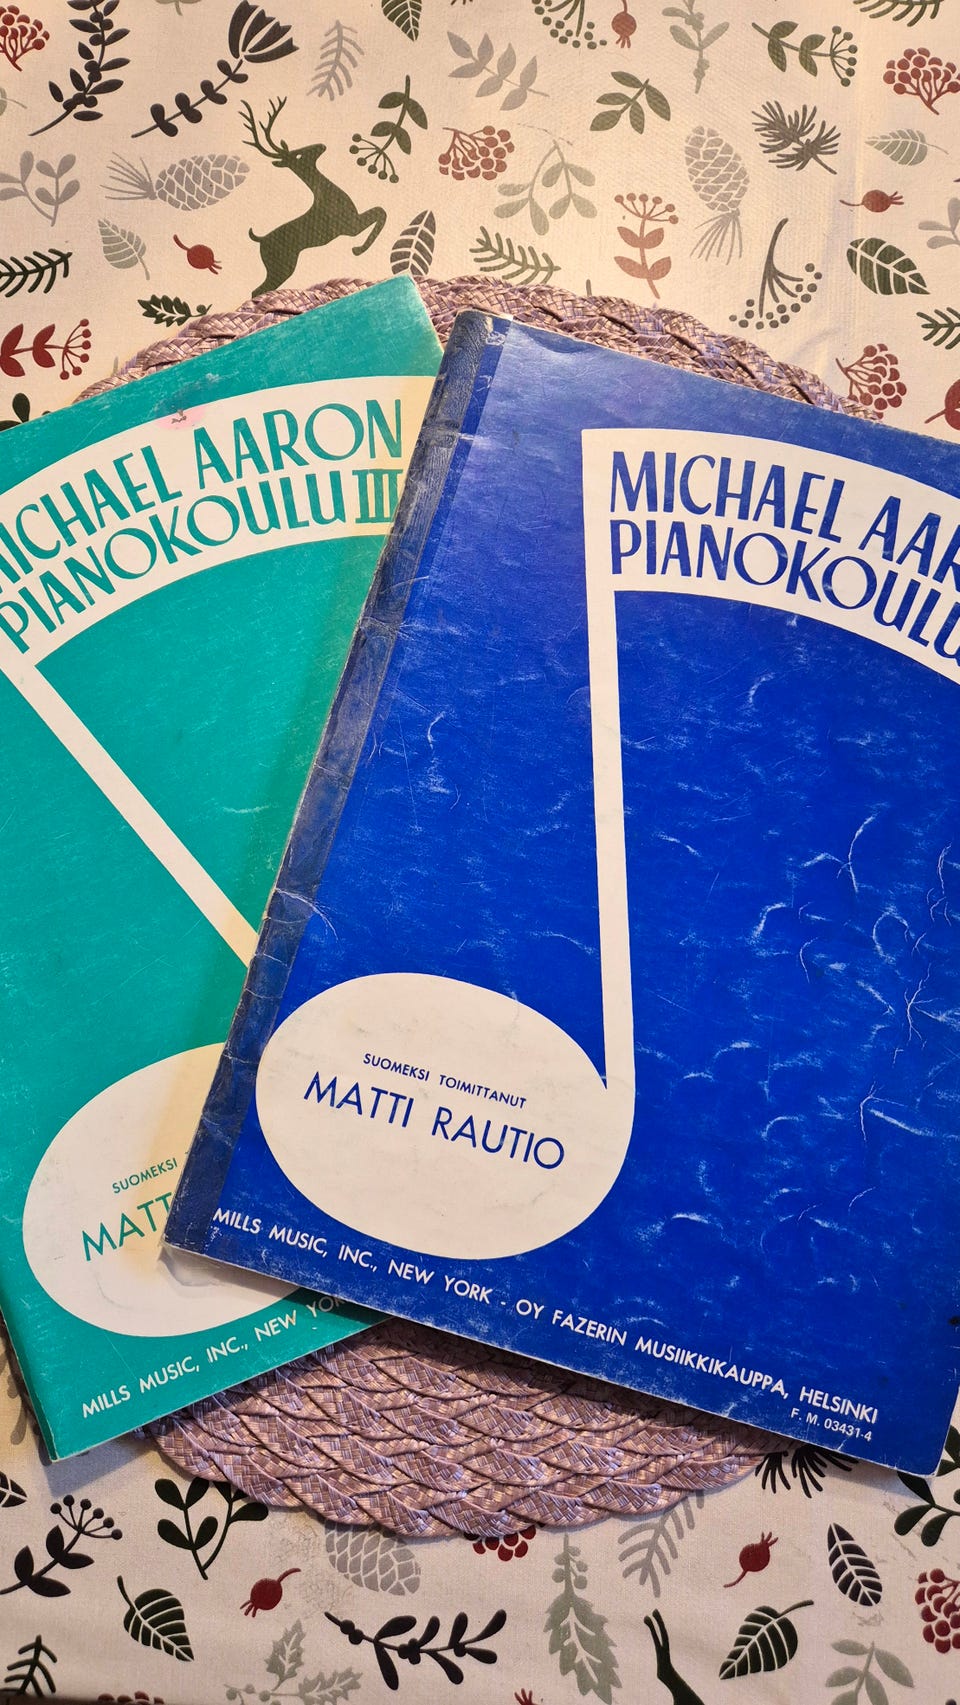 MICHAEL AARON
PIANOKOULU III
SUOMEKSI
MATTI
MILLS MUSIC, INC., NEW YORK
MICHAEL AAR
PIANOKOULU
SUOMEKSI TOIMITTANUT
MATTI RAUTIO
MILLS MUSIC, INC., NEW YORK - OY FAZERIN MUSIIKKIKAUPPA, HELSINKI
F. M. 03431-4